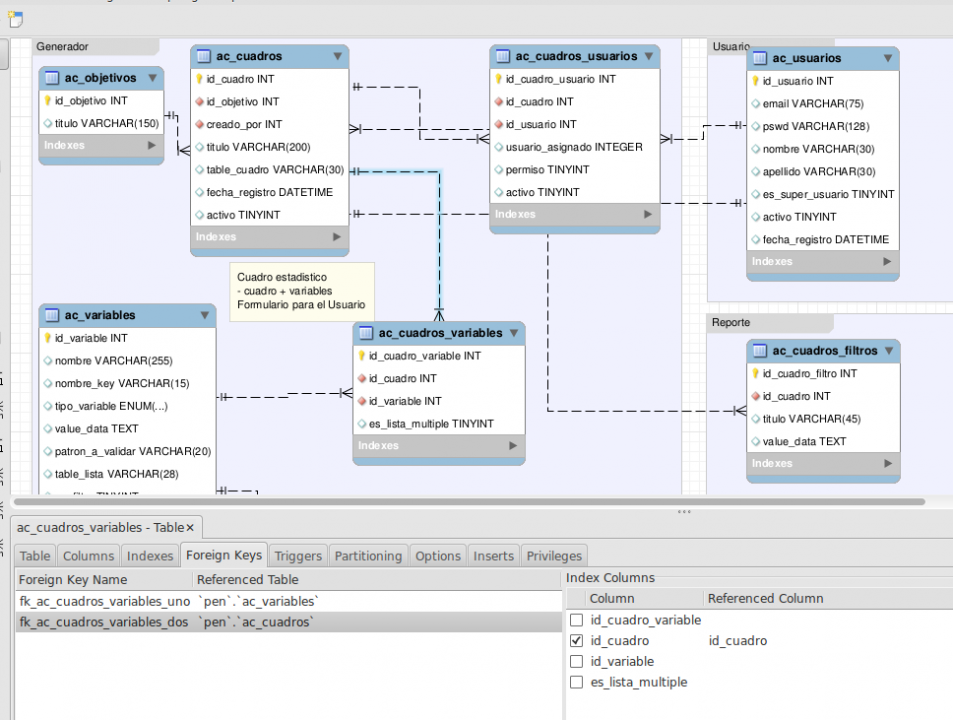 Generador
ac_objetivos
id_objetivo INT
titulo VARCHAR(150)
Indexes
ac_cuadros
id_cuadro INT
id_objetivo INT
creado_por INT
titulo VARCHAR(200)
table_cuadro VARCHAR(30)
fecha_registro DATETIME
activo TINYINT
Indexes
ac_cuadros_usuarios
id_cuadro_usuario INT
id_cuadro INT
id_usuario INT
usuario_asignado INTEGER
permiso TINYINT
activo TINYINT
Indexes
Usuario
ac_usuarios
id_usuario INT
email VARCHAR(75)
pswd VARCHAR(128)
nombre VARCHAR(30)
apellido VARCHAR(30)
es_super_usuario TINYINT
activo TINYINT
fecha_registro DATETIME
Indexes
Cuadro estadistico
- cuadro + variables
Formulario para el Usuario
ac_variables
id_variable INT
nombre VARCHAR(255)
nombre_key VARCHAR(15)
tipo_variable ENUM(...)
value_data TEXT
patron_a_validar VARCHAR(20)
table_lista VARCHAR(28)
ac_cuadros_variables
id_cuadro_variable INT
id_cuadro INT
id_variable INT
es_lista_multiple TINYINT
Indexes
Reporte
ac_cuadros_filtros
id_cuadro_filtro INT
id_cuadro INT
titulo VARCHAR(45)
value_data TEXT
Indexes
ac_cuadros_variables - Table×
Table Columns Indexes Foreign Keys Triggers Partitioning Options Inserts Privileges
Foreign Key Name Referenced Table
fk_ac_cuadros_variables_uno `pen`.`ac_variables`
fk_ac_cuadros_variables_dos `pen`.`ac_cuadros`
Index Columns
Column Referenced Column
id_cuadro_variable
id_cuadro id_cuadro
id_variable
es_lista_multiple